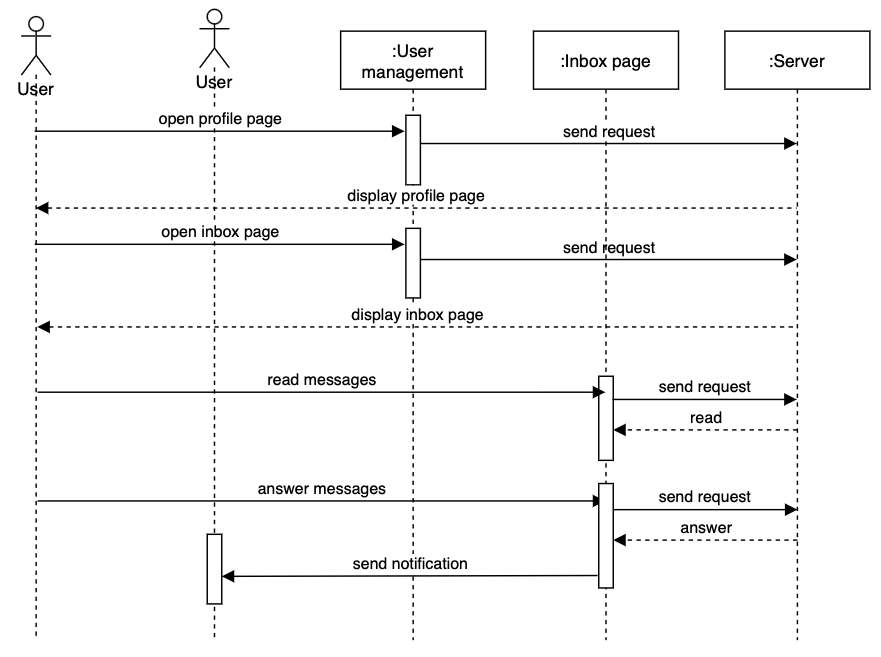 User
User
:User
management
:Inbox page
:Server
open profile page
send request
display profile page
open inbox page
send request
display inbox page
read messages
send request
read
answer messages
send request
answer
send notification